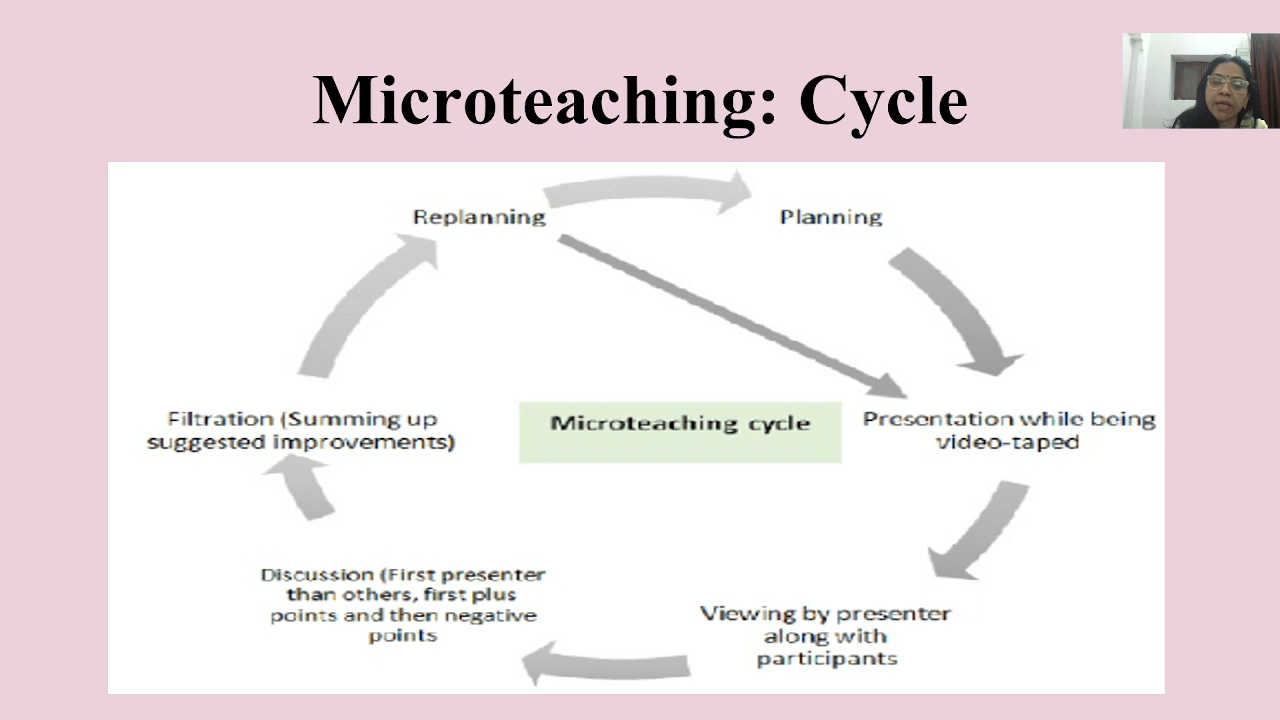 Microteaching: Cycle
Replanning
Planning
Filtration (Summing up
suggested improvements)
Microteaching cycle
Presentation while being
video-taped
Discussion (First presenter
than others, first plus
points and then negative
points
Viewing by presenter
along with
participants